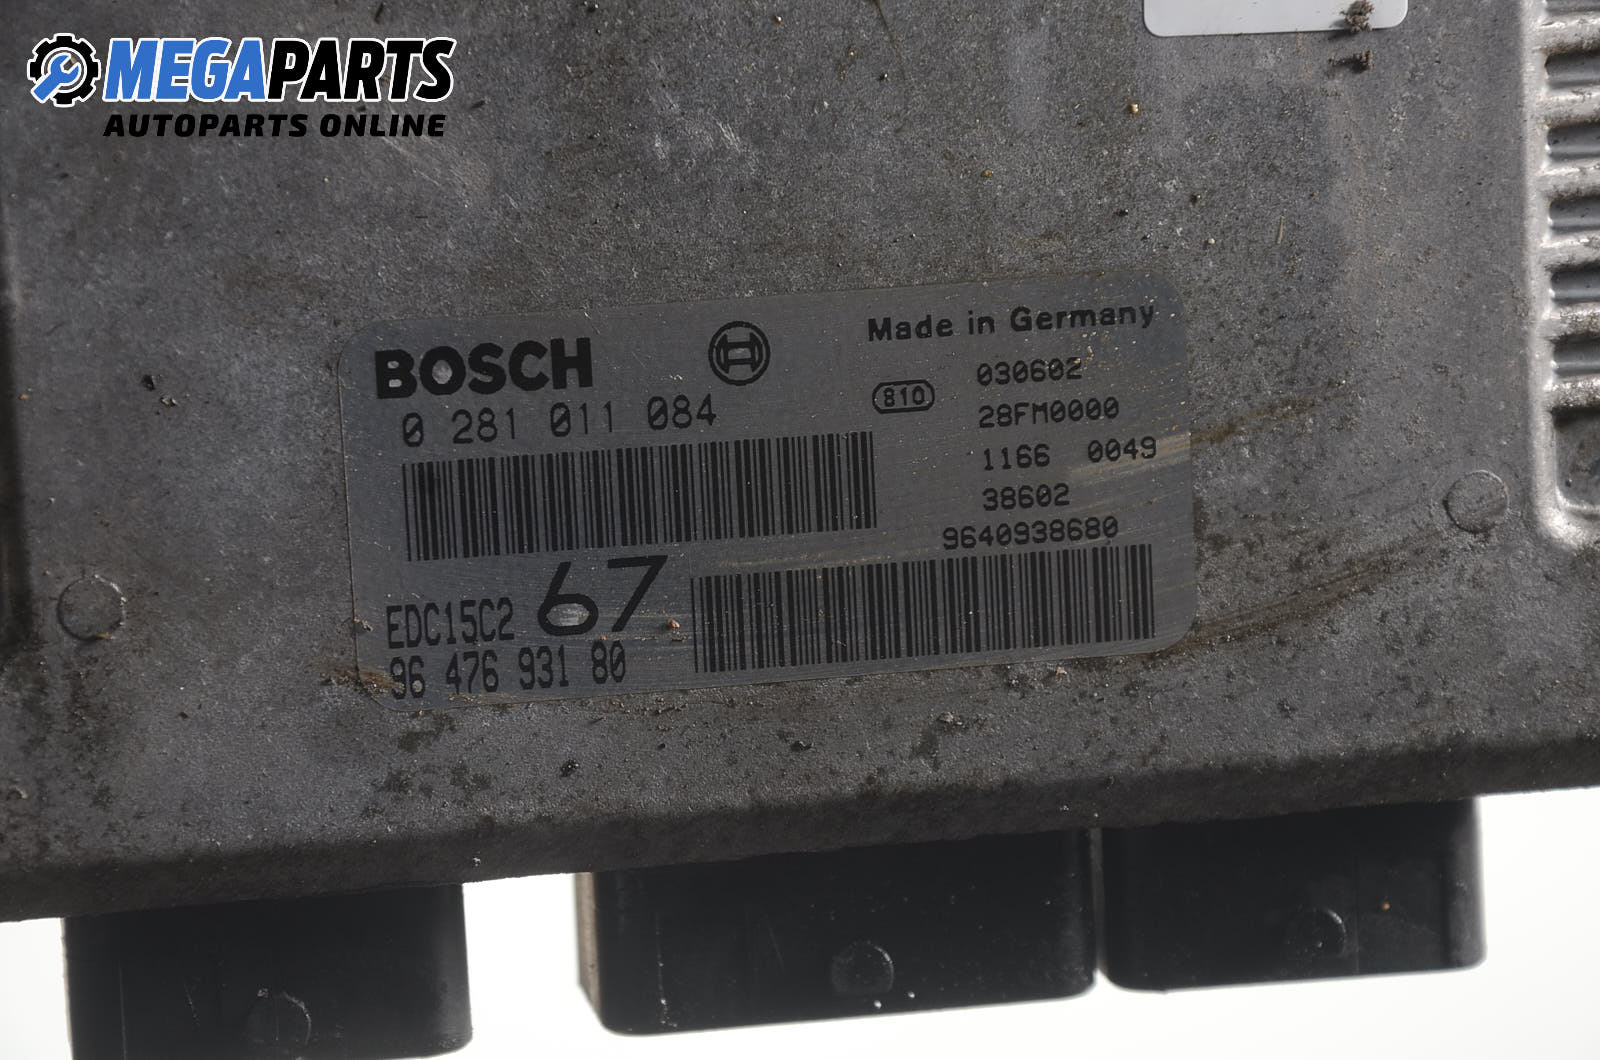 MEGAPARTS
AUTOPARTS ONLINE
BOSCH
Made in Germany
0 281 011 084
810
030602
28FM0000
1166 0049
38602
9640938680
EDC15C2 67
96 476 931 80